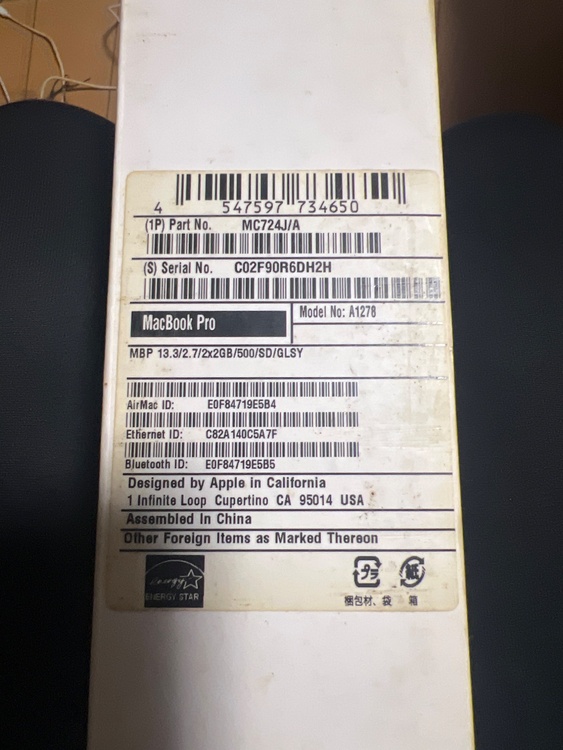 4 547597 734650
(1P) Part No. MC724J/A
(S) Serial No. C02F90R6DH2H
MacBook Pro
Model No: A1278
MBP 13.3/2.7/2x2GB/500/SD/GLSY
AirMac ID: E0F84719E5B4
Ethernet ID: C82A140C5A7F
Bluetooth ID: E0F84719E5B5
Designed by Apple in California
1 Infinite Loop Cupertino CA 95014 USA
Assembled in China
Other Foreign Items as Marked Thereon
energy
ENERGY STAR
プラ 紙
梱包材、袋 箱